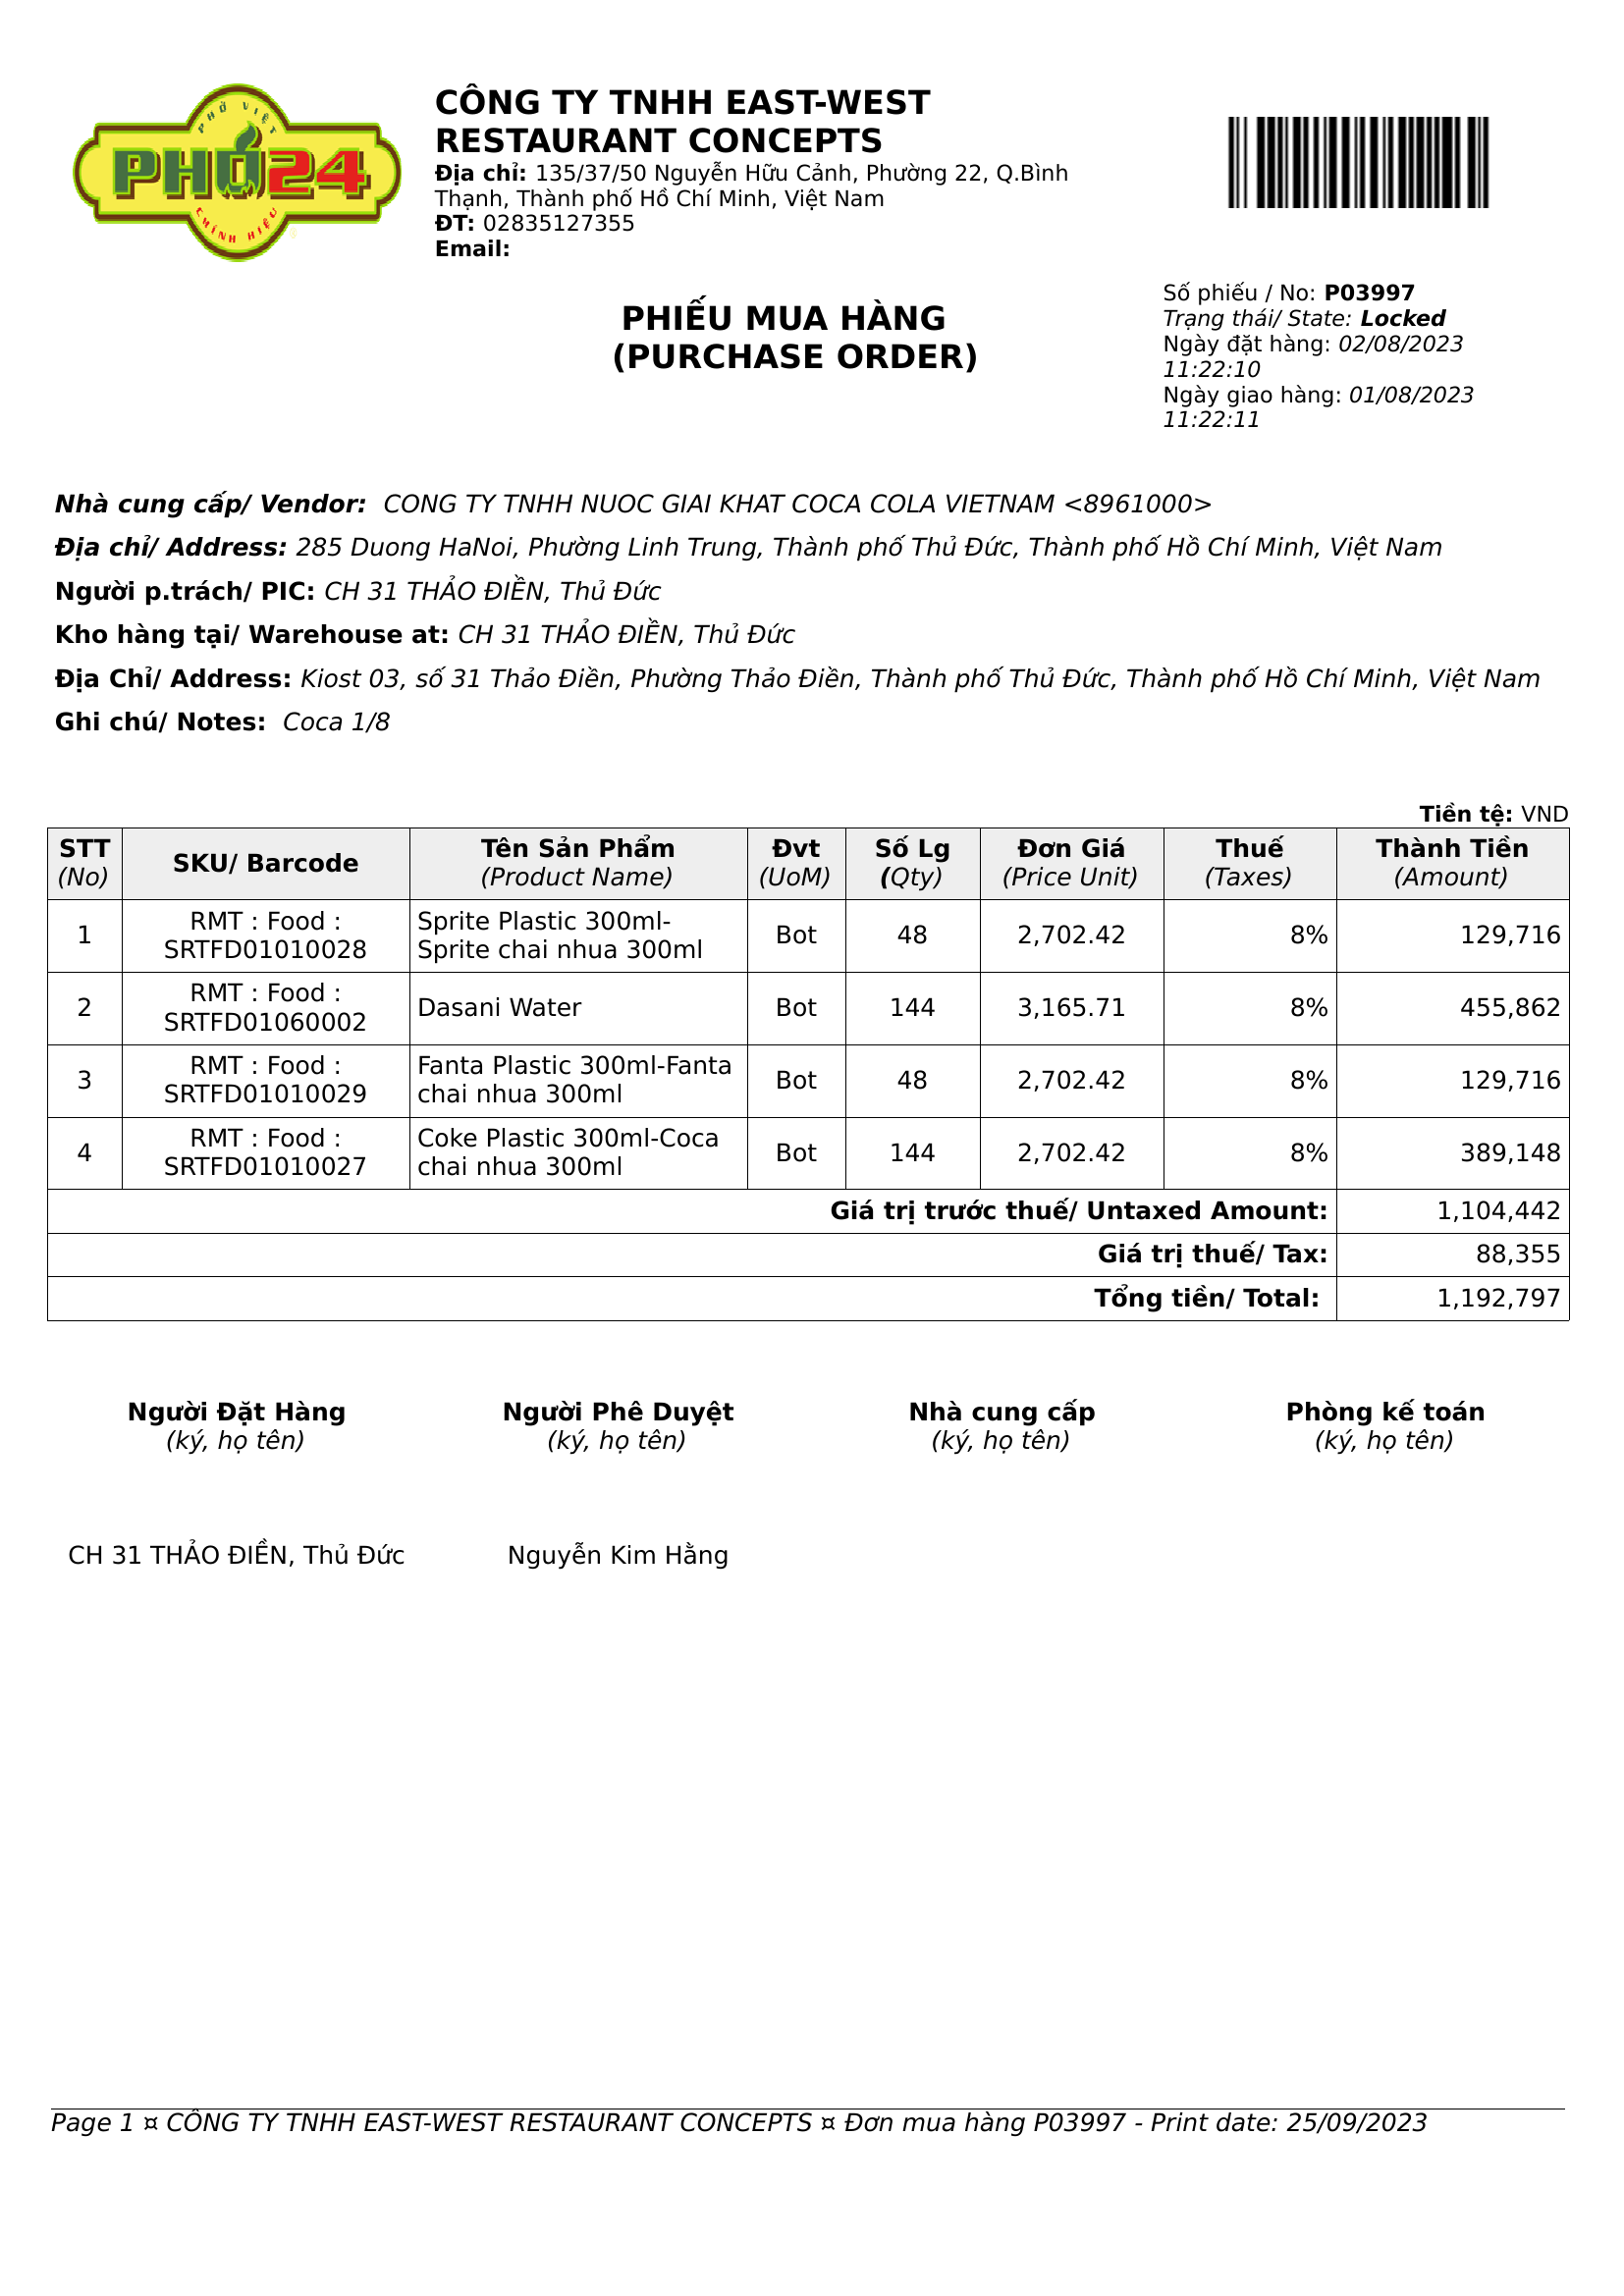 PHỞ VIỆT
PHỞ24
CHÍNH HIỆU
CÔNG TY TNHH EAST-WEST
RESTAURANT CONCEPTS
Địa chỉ: 135/37/50 Nguyễn Hữu Cảnh, Phường 22, Q.Bình
Thạnh, Thành phố Hồ Chí Minh, Việt Nam
ĐT: 02835127355
Email:
PHIẾU MUA HÀNG
(PURCHASE ORDER)
Số phiếu / No: P03997
Trạng thái/ State: Locked
Ngày đặt hàng: 02/08/2023
11:22:10
Ngày giao hàng: 01/08/2023
11:22:11
Nhà cung cấp/ Vendor: CONG TY TNHH NUOC GIAI KHAT COCA COLA VIETNAM <8961000>
Địa chỉ/ Address: 285 Duong HaNoi, Phường Linh Trung, Thành phố Thủ Đức, Thành phố Hồ Chí Minh, Việt Nam
Người p.trách/ PIC: CH 31 THẢO ĐIỀN, Thủ Đức
Kho hàng tại/ Warehouse at: CH 31 THẢO ĐIỀN, Thủ Đức
Địa Chỉ/ Address: Kiost 03, số 31 Thảo Điền, Phường Thảo Điền, Thành phố Thủ Đức, Thành phố Hồ Chí Minh, Việt Nam
Ghi chú/ Notes: Coca 1/8
Tiền tệ: VND
STT SKU/ Barcode Tên Sản Phẩm Đvt Số Lg Đơn Giá Thuế Thành Tiền
(No) (Product Name) (UoM) (Qty) (Price Unit) (Taxes) (Amount)
1 RMT : Food : Sprite Plastic 300ml- Bot 48 2,702.42 8% 129,716
SRTFD01010028 Sprite chai nhua 300ml
2 RMT : Food : Dasani Water Bot 144 3,165.71 8% 455,862
SRTFD01060002
3 RMT : Food : Fanta Plastic 300ml-Fanta Bot 48 2,702.42 8% 129,716
SRTFD01010029 chai nhua 300ml
4 RMT : Food : Coke Plastic 300ml-Coca Bot 144 2,702.42 8% 389,148
SRTFD01010027 chai nhua 300ml
Giá trị trước thuế/ Untaxed Amount: 1,104,442
Giá trị thuế/ Tax: 88,355
Tổng tiền/ Total: 1,192,797
Người Đặt Hàng Người Phê Duyệt Nhà cung cấp Phòng kế toán
(ký, họ tên) (ký, họ tên) (ký, họ tên) (ký, họ tên)
CH 31 THẢO ĐIỀN, Thủ Đức Nguyễn Kim Hằng
Page 1 ¤ CÔNG TY TNHH EAST-WEST RESTAURANT CONCEPTS ¤ Đơn mua hàng P03997 - Print date: 25/09/2023